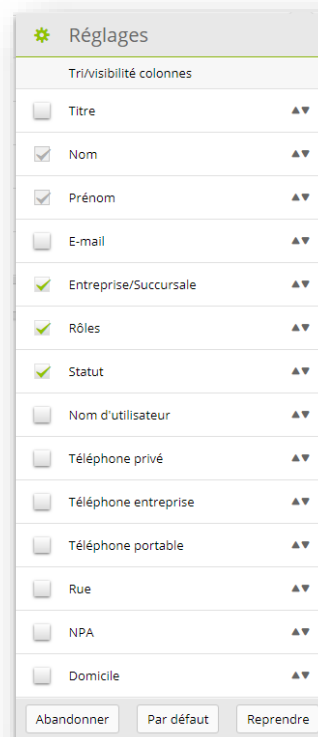 Réglages
Tri/visibilité colonnes
Titre
Nom
Prénom
E-mail
Entreprise/Succursale
Rôles
Statut
Nom d'utilisateur
Téléphone privé
Téléphone entreprise
Téléphone portable
Rue
NPA
Domicile
Abandonner Par défaut Reprendre